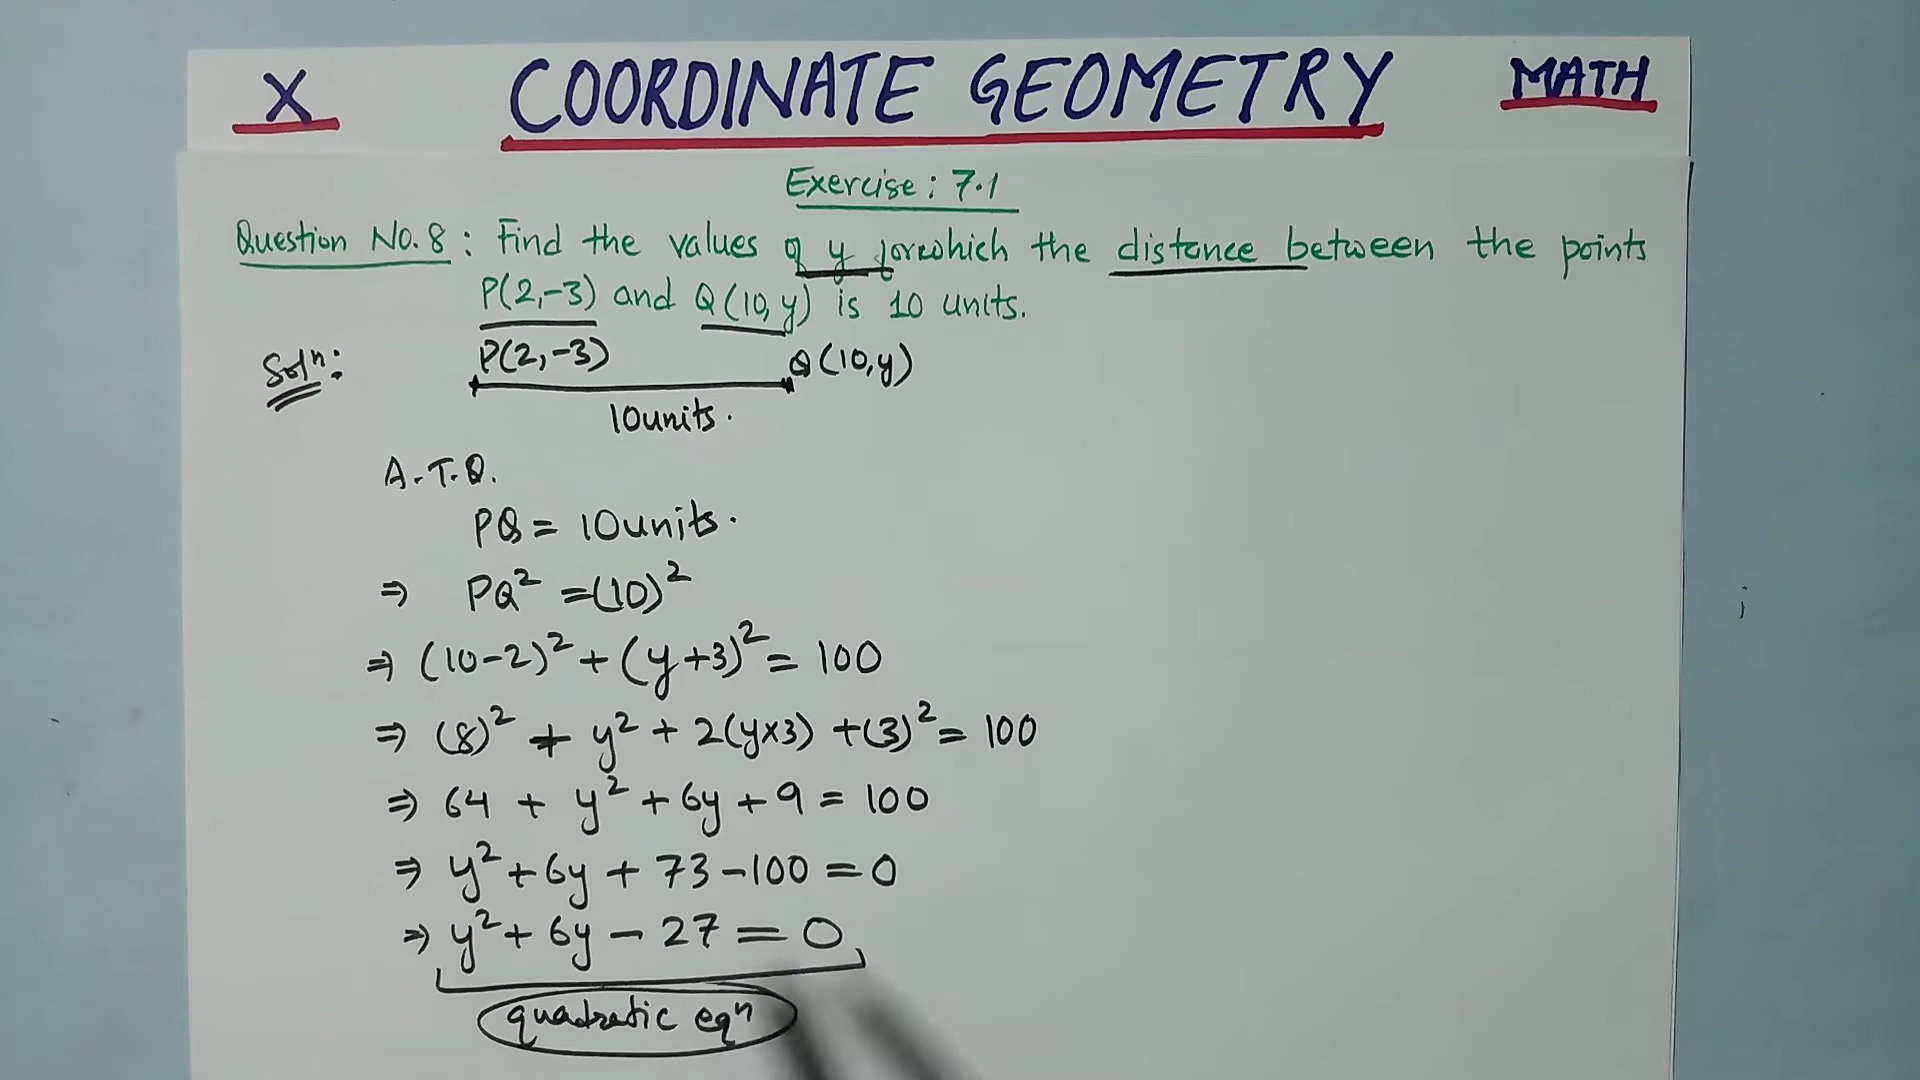 X COORDINATE GEOMETRY MATH
Exercise: 7.1
Question No. 8: Find the values of y for which the distance between the points
P(2,-3) and Q(10,y) is 10 units.
Solⁿ: P(2,-3) Q(10,y)
10units.
A.T.Q.
PQ = 10units.
⇒ PQ² = (10)²
⇒ (10-2)² + (y+3)² = 100
⇒ (8)² + y² + 2(y×3) + (3)² = 100
⇒ 64 + y² + 6y + 9 = 100
⇒ y² + 6y + 73 - 100 = 0
⇒ y² + 6y - 27 = 0
quadratic eqⁿ